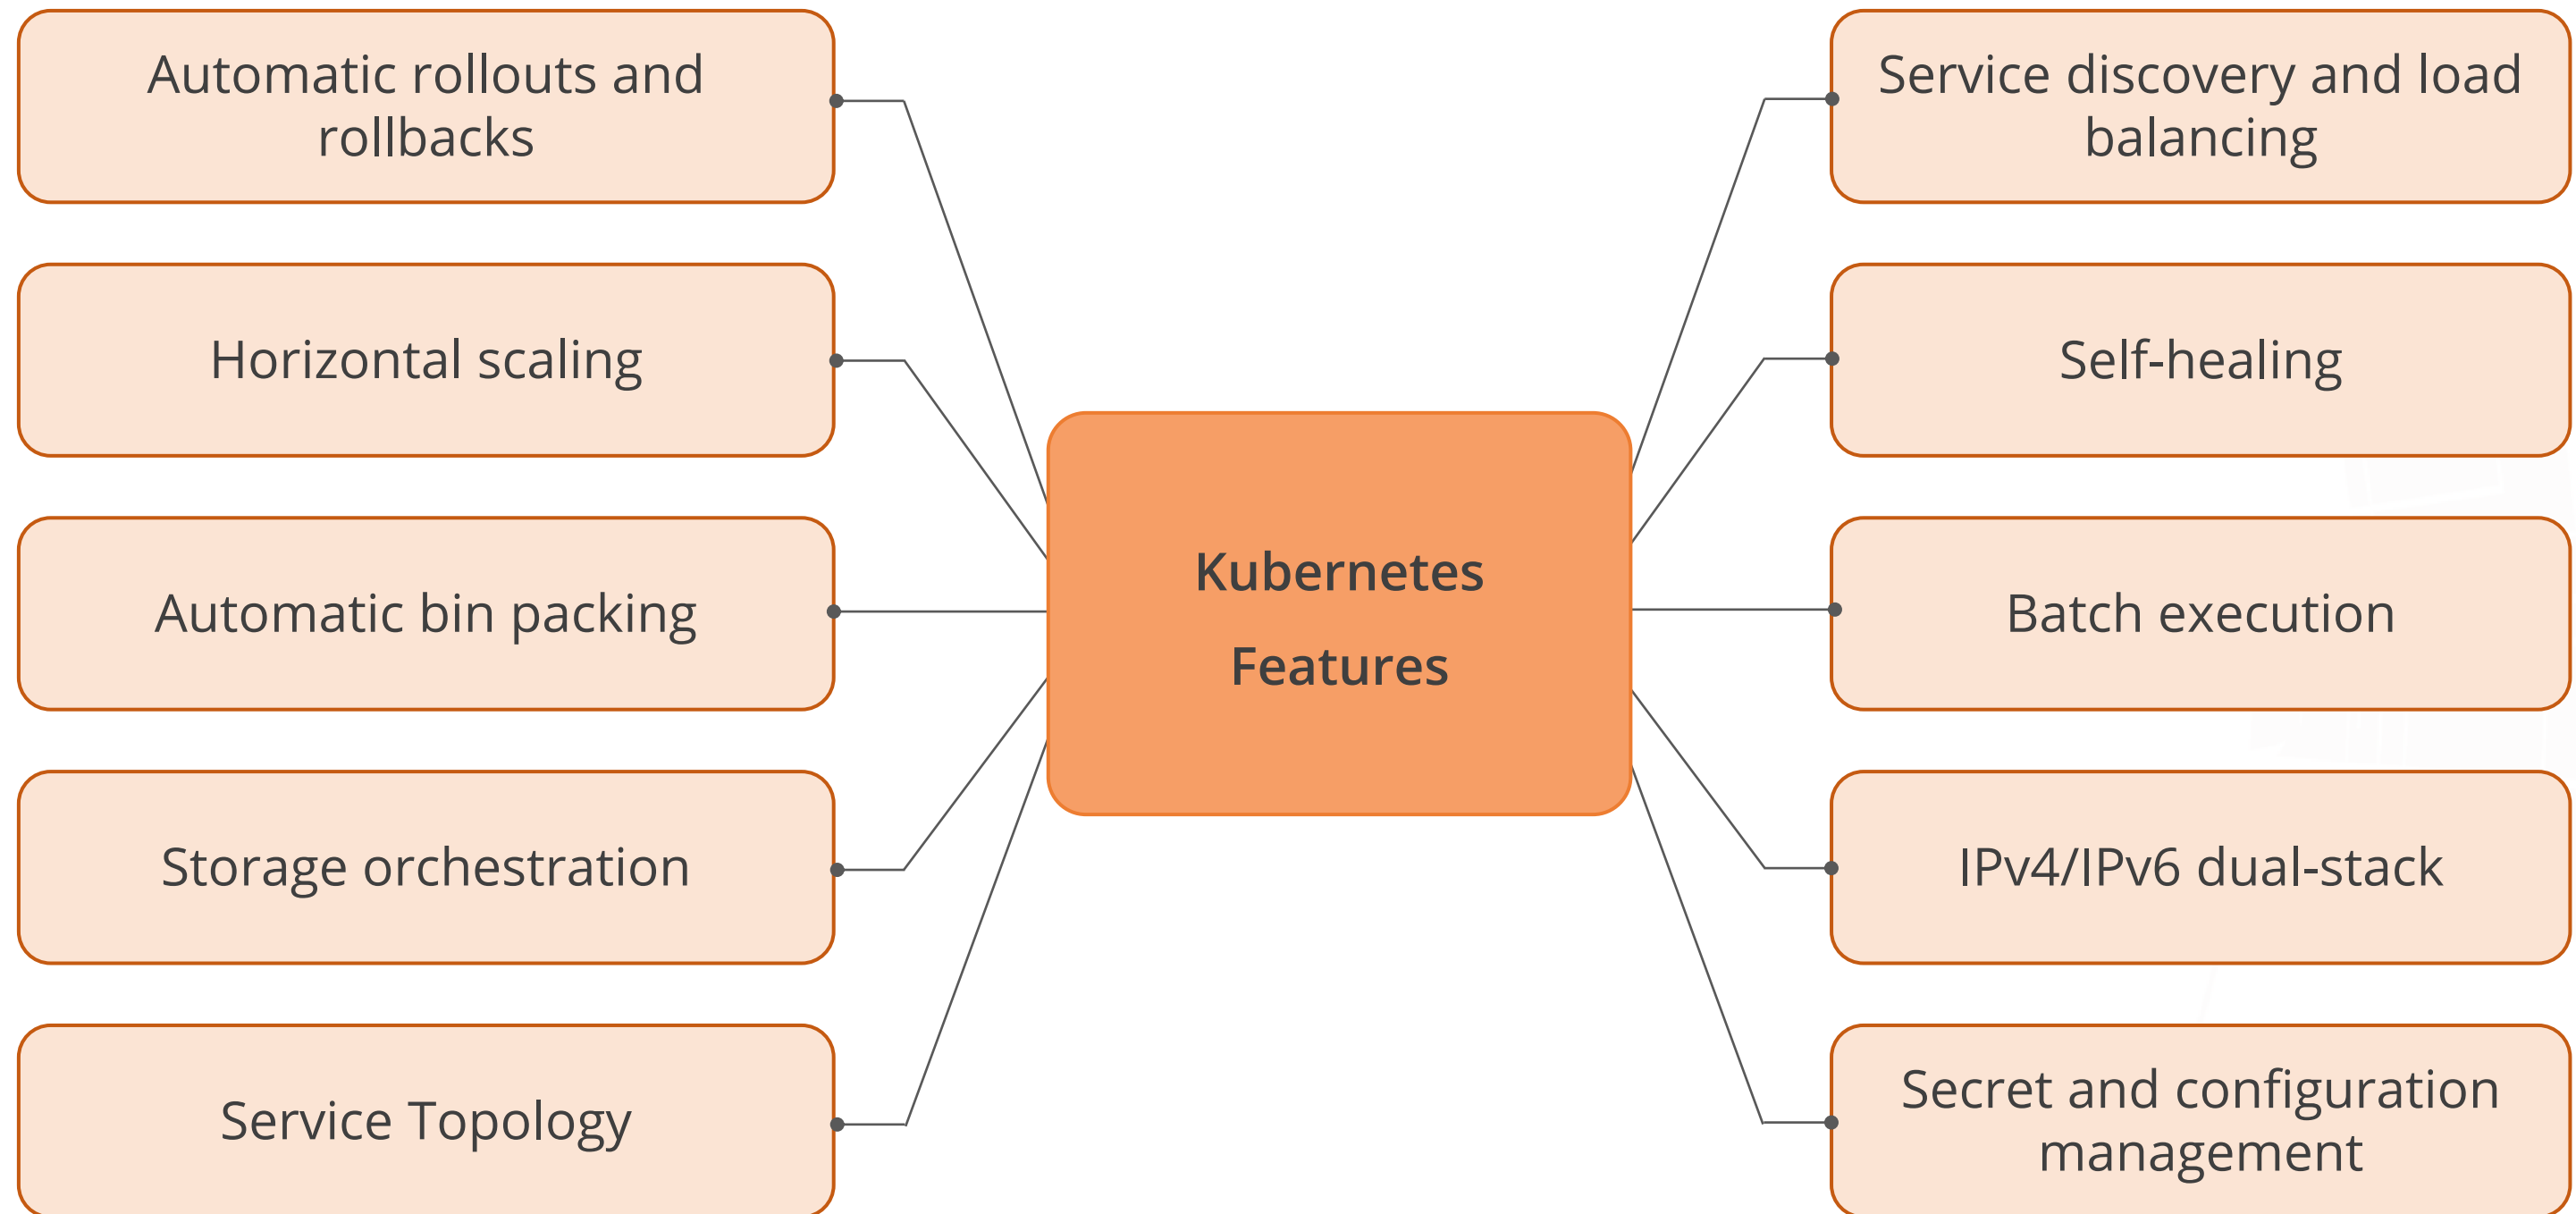 Automatic rollouts and
rollbacks
Horizontal scaling
Automatic bin packing
Storage orchestration
Service Topology
Kubernetes
Features
Service discovery and load
balancing
Self-healing
Batch execution
IPv4/IPv6 dual-stack
Secret and configuration
management